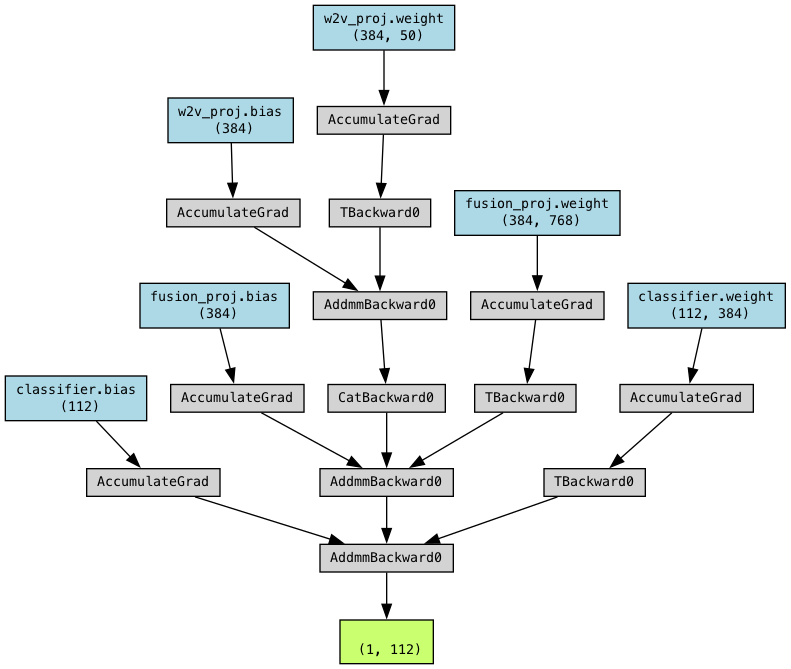 w2v_proj.weight
(384, 50)
w2v_proj.bias
(384)
AccumulateGrad
AccumulateGrad
TBackward0
fusion_proj.weight
(384, 768)
fusion_proj.bias
(384)
AddmmBackward0
AccumulateGrad
classifier.weight
(112, 384)
classifier.bias
(112)
AccumulateGrad
CatBackward0
TBackward0
AccumulateGrad
AccumulateGrad
AddmmBackward0
TBackward0
AddmmBackward0
(1, 112)